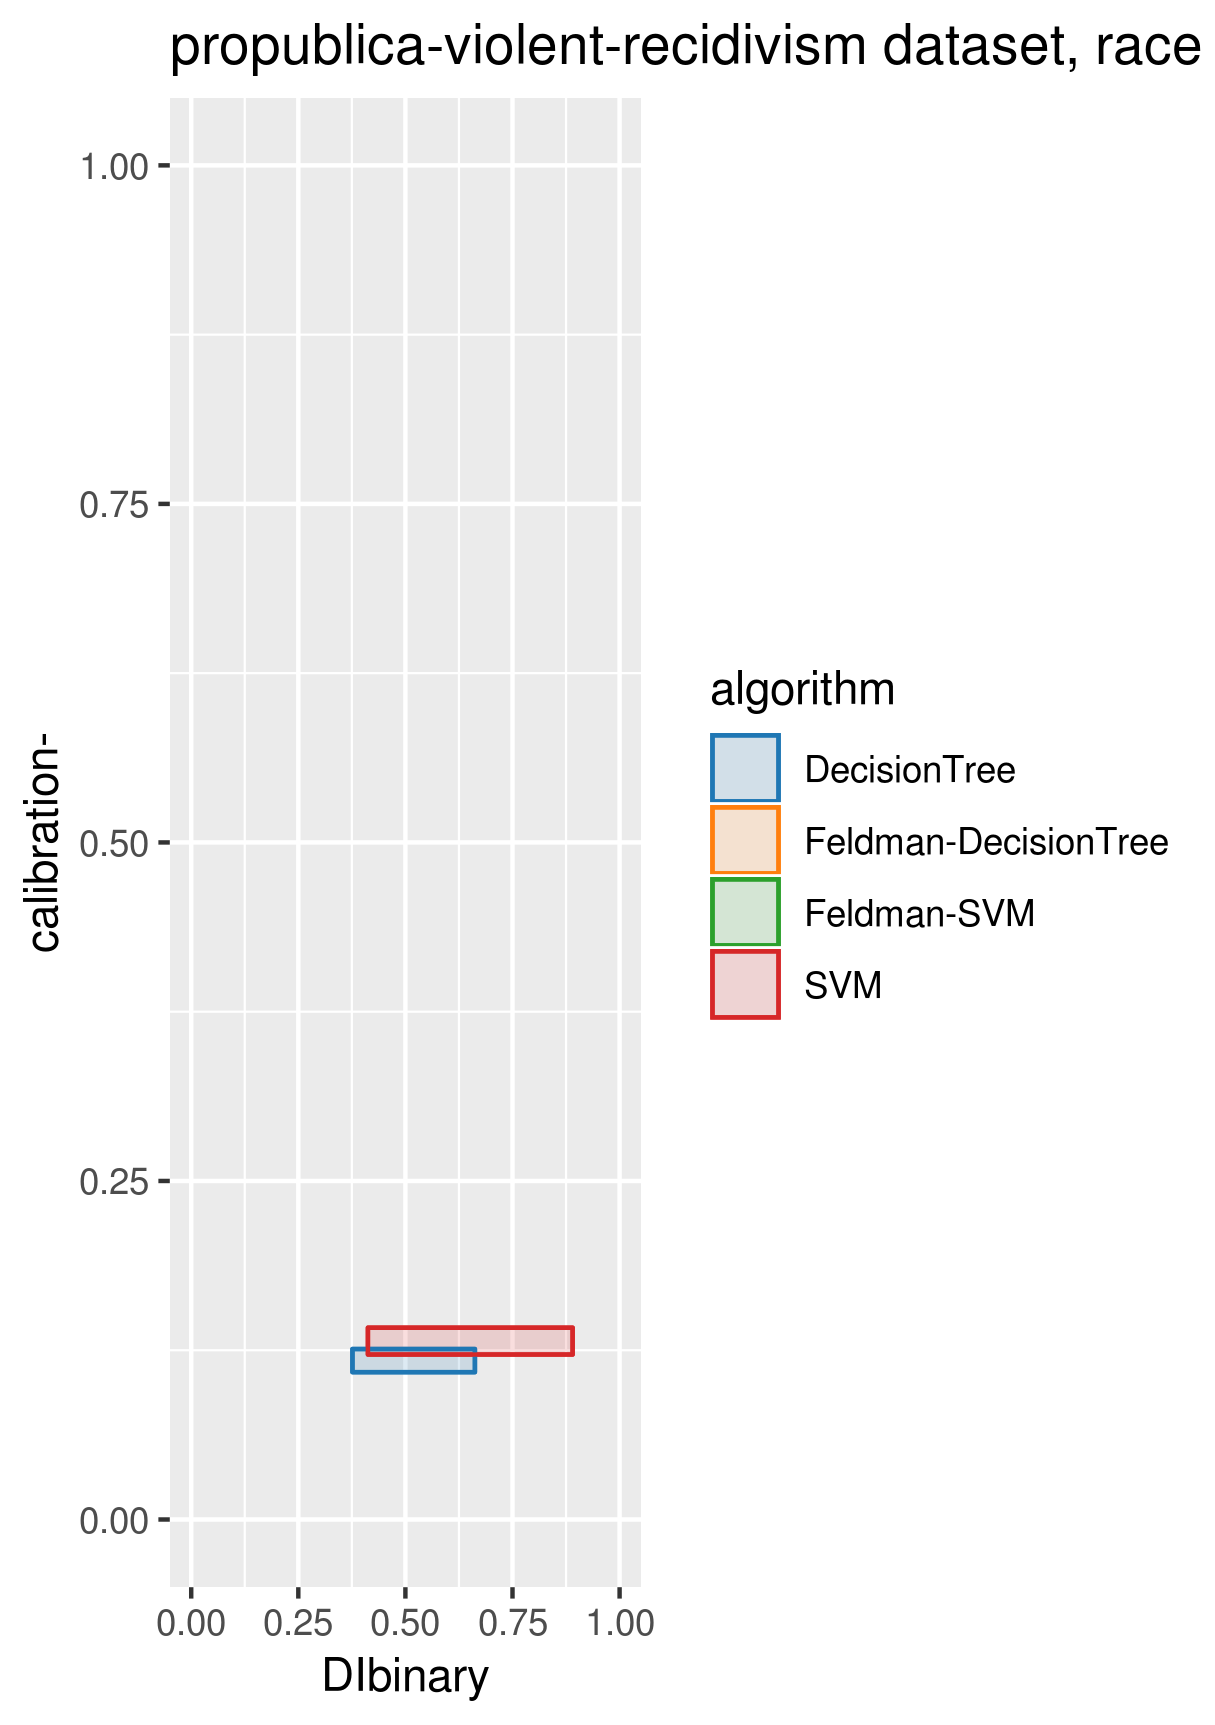 propublica-violent-recidivism dataset, race
1.00
0.75
0.50
0.25
0.00
calibration-
0.00 0.25 0.50 0.75 1.00
DIbinary
algorithm
DecisionTree
Feldman-DecisionTree
Feldman-SVM
SVM